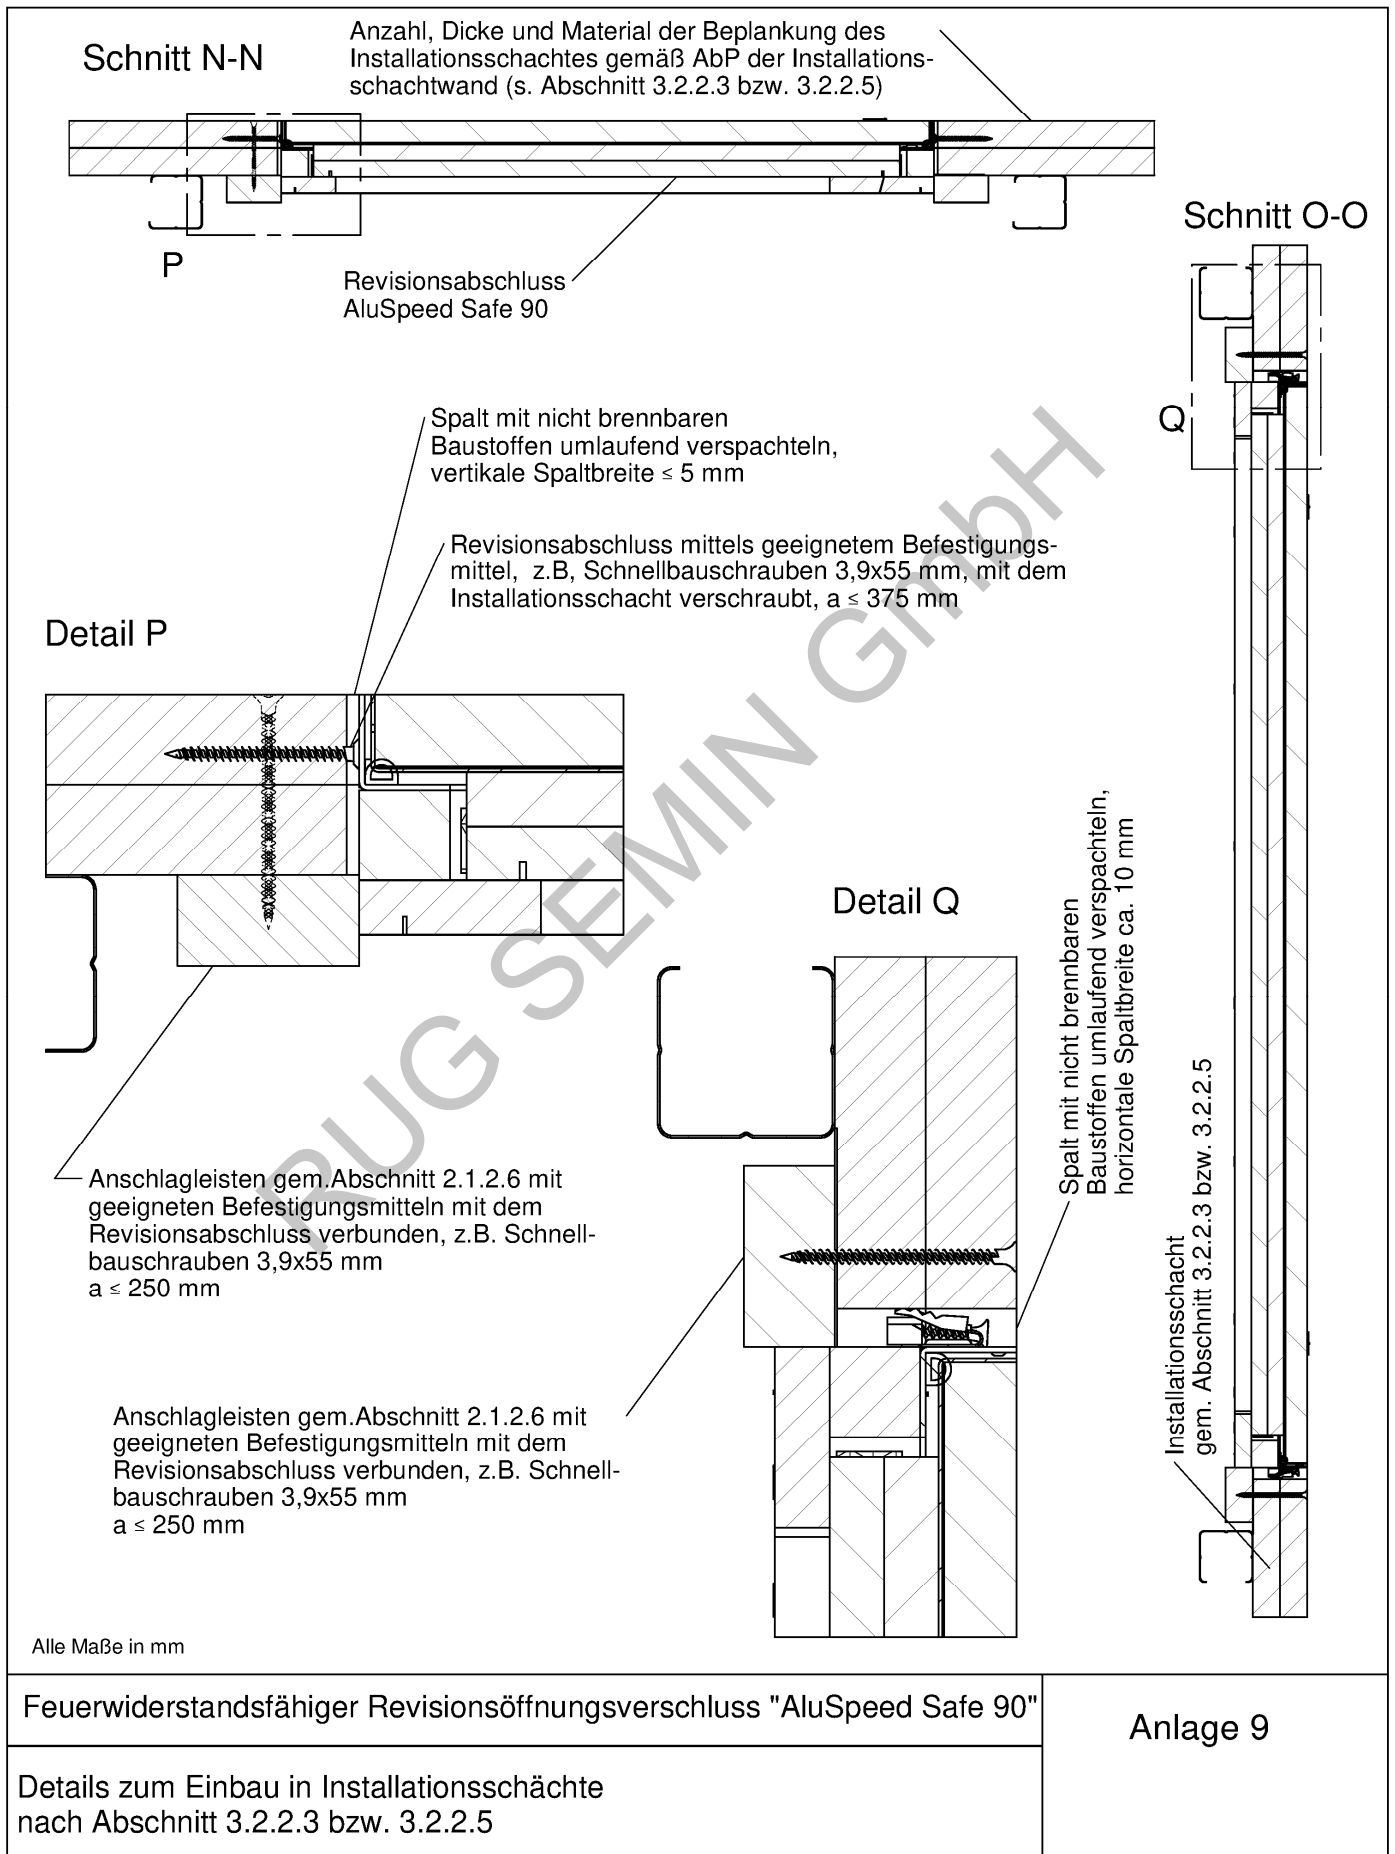 Schnitt N-N
Anzahl, Dicke und Material der Beplankung des
Installationsschachtes gemäß AbP der Installations-
schachtwand (s. Abschnitt 3.2.2.3 bzw. 3.2.2.5)
P
Revisionsabschluss
AluSpeed Safe 90
Schnitt O-O
Q
Spalt mit nicht brennbaren
Baustoffen umlaufend verspachteln,
vertikale Spaltbreite ≤ 5 mm
Revisionsabschluss mittels geeignetem Befestigungs-
mittel, z.B, Schnellbauschrauben 3,9x55 mm, mit dem
Installationsschacht verschraubt, a ≤ 375 mm
Detail P
Anschlagleisten gem.Abschnitt 2.1.2.6 mit
geeigneten Befestigungsmitteln mit dem
Revisionsabschluss verbunden, z.B. Schnell-
bauschrauben 3,9x55 mm
a ≤ 250 mm
Detail Q
Spalt mit nicht brennbaren
Baustoffen umlaufend verspachteln,
horizontale Spaltbreite ca. 10 mm
Anschlagleisten gem.Abschnitt 2.1.2.6 mit
geeigneten Befestigungsmitteln mit dem
Revisionsabschluss verbunden, z.B. Schnell-
bauschrauben 3,9x55 mm
a ≤ 250 mm
Installationsschacht
gem. Abschnitt 3.2.2.3 bzw. 3.2.2.5
RUG SEMIN GmbH
Alle Maße in mm
Feuerwiderstandsfähiger Revisionsöffnungsverschluss "AluSpeed Safe 90"
Anlage 9
Details zum Einbau in Installationsschächte
nach Abschnitt 3.2.2.3 bzw. 3.2.2.5